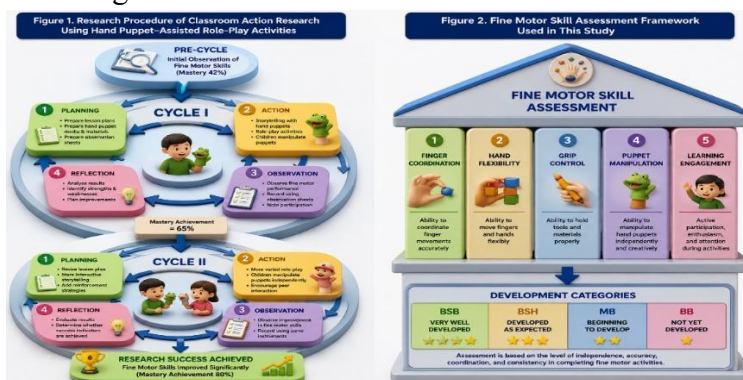 Figure 1. Research Procedure of Classroom Action Research
Using Hand Puppet-Assisted Role-Play Activities
PRE-CYCLE
Initial Observation of
Fine Motor Skills
(Mastery 42%)
CYCLE I
1 PLANNING
• Prepare lesson plans
• Prepare hand puppet
media & materials
• Prepare observation
sheets
2 ACTION
• Storytelling with
hand puppets
• Role-play activities
• Children manipulate
puppets
4 REFLECTION
• Analyze results
• Identify strengths &
weaknesses
• Plan improvements
3 OBSERVATION
• Observe fine motor
performance
• Record using
observation sheets
• Note participation
Mastery Achievement
= 65%
CYCLE II
1 PLANNING
• Revise lesson plan
• More interactive
storytelling
• Add reinforcement
strategies
2 ACTION
• More varied role play
• Children manipulate
puppets independently
• Encourage peer
interaction
4 REFLECTION
• Evaluate results
• Determine whether
success indicators
are achieved
3 OBSERVATION
• Observe improvement
in fine motor skills
• Record using same
instruments
RESEARCH SUCCESS ACHIEVED
Fine Motor Skills Improved Significantly
(Mastery Achievement 80%)
Figure 2. Fine Motor Skill Assessment Framework
Used in This Study
FINE MOTOR SKILL
ASSESSMENT
1
FINGER
COORDINATION
Ability to
coordinate
finger
movements
accurately
2
HAND
FLEXIBILITY
Ability to
move fingers
and hands
flexibly
3
GRIP
CONTROL
Ability to hold
tools and
materials
properly
4
PUPPET
MANIPULATION
Ability to
manipulate
hand puppets
independently
and creatively
5
LEARNING
ENGAGEMENT
Active
participation,
enthusiasm,
and attention
during activities
DEVELOPMENT CATEGORIES
BSB
VERY WELL
DEVELOPED
BSH
DEVELOPED
AS EXPECTED
MB
BEGINNING
TO DEVELOP
BB
NOT YET
DEVELOPED
Assessment is based on the level of independence, accuracy,
coordination, and consistency in completing fine motor activities.